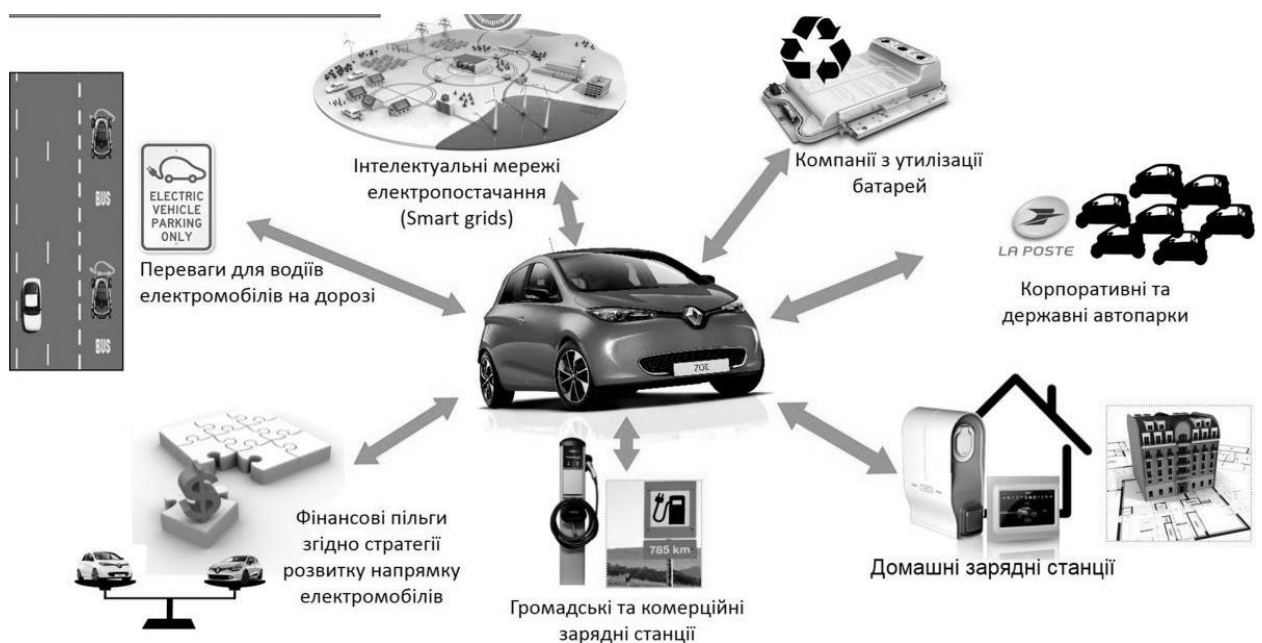 Інтелектуальні мережі
електропостачання
(Smart grids)
Компанії з утилізації
батарей
ELECTRIC
VEHICLE
PARKING
ONLY
BUS
BUS
Переваги для водіїв
електромобілів на дорозі
LA POSTE
Корпоративні та
державні автопарки
ZOE
Фінансові пільги
згідно стратегії
розвитку напрямку
електромобілів
785 km
Громадські та комерційні
зарядні станції
Домашні зарядні станції